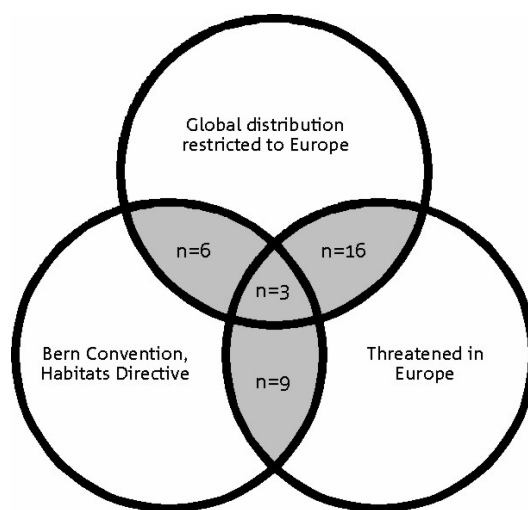 Global distribution
restricted to Europe
n=6
n=16
n=3
Bern Convention,
Habitats Directive
Threatened in
Europe
n=9